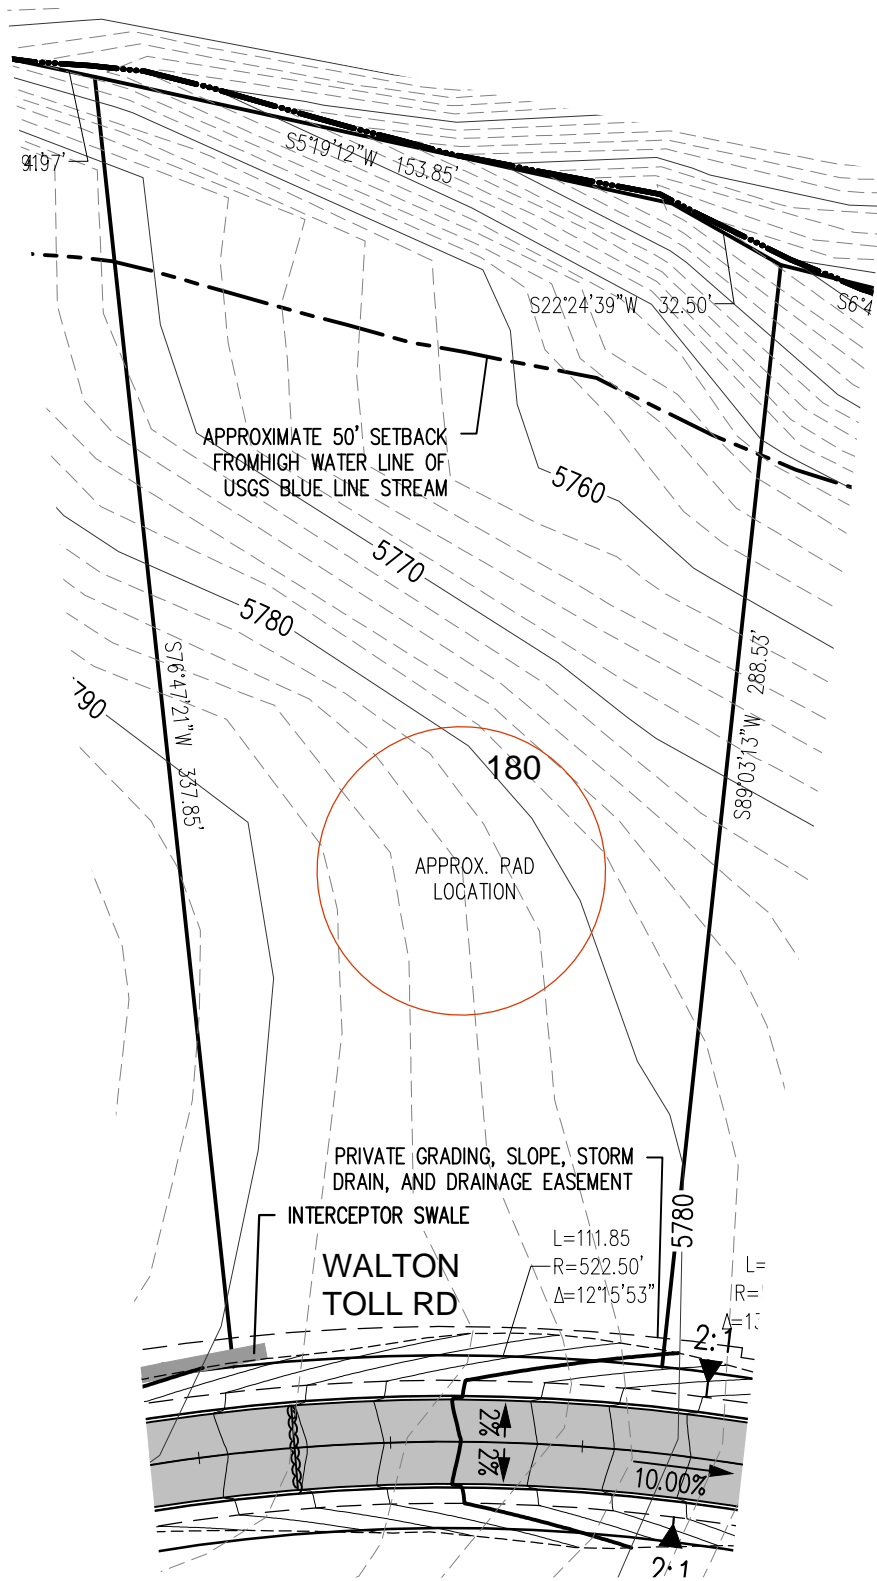 S5°19'12"W 153.85'
S22°24'39"W 32.50'
S6°4
APPROXIMATE 50' SETBACK
FROMHIGH WATER LINE OF
USGS BLUE LINE STREAM
5760
5770
5780
790
S76°47'21"W 337.85'
S89°03'13"W 288.53'
180
APPROX. RAD
LOCATION
PRIVATE GRADING, SLOPE, STORM
DRAIN, AND DRAINAGE EASEMENT
INTERCEPTOR SWALE
5780
WALTON
TOLL RD
L=111.85
R=522.50'
Δ=12°15'53"
L=
R=
2:1
2%
2%
10.00%
2:1